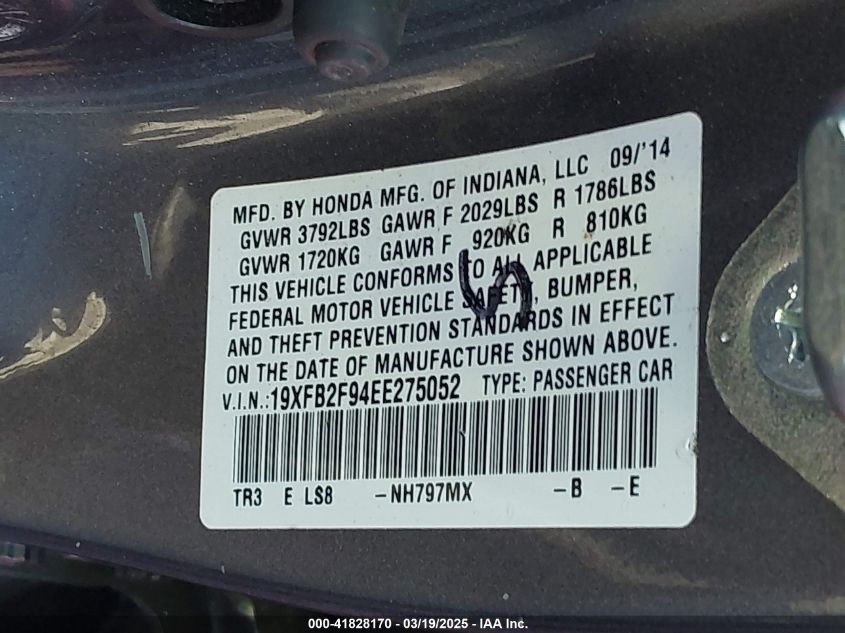 MFD. BY HONDA MFG. OF INDIANA, LLC 09/'14
GVWR 3792LBS GAWR F 2029LBS R 1786LBS
GVWR 1720KG GAWR F 920KG R 810KG
THIS VEHICLE CONFORMS TO ALL APPLICABLE
FEDERAL MOTOR VEHICLE SAFETY, BUMPER,
AND THEFT PREVENTION STANDARDS IN EFFECT
ON THE DATE OF MANUFACTURE SHOWN ABOVE.
V.I.N.:19XFB2F94EE275052 TYPE: PASSENGER CAR
TR3 E LS8 -NH797MX -B -E
000-41828170 - 03/19/2025 - IAA Inc.